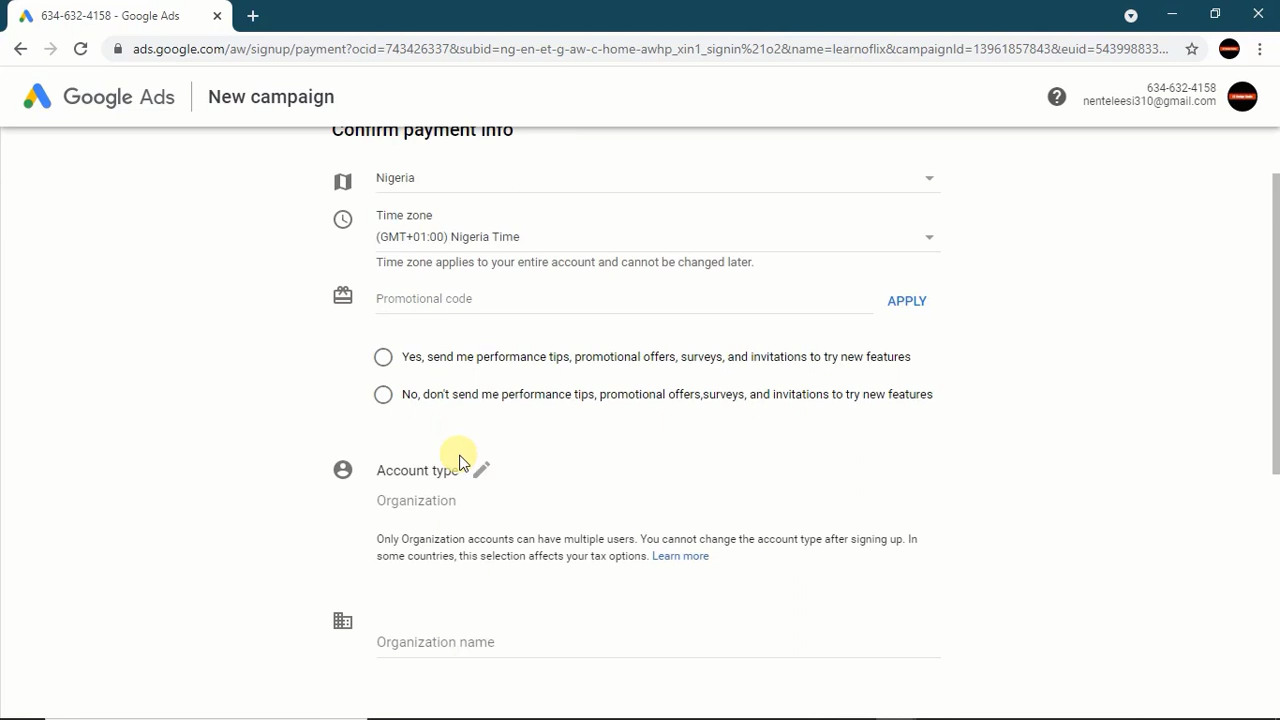 634-632-4158 - Google Ads
ads.google.com/aw/signup/payment?ocid=743426337&subid=ng-en-et-g-aw-c-home-awhp_xin1_signin%21o2&name=learnoflix&campaignId=13961857843&euid=543998833...
Google Ads
New campaign
634-632-4158
nenteleesi310@gmail.com
Confirm payment info
Nigeria
Time zone
(GMT+01:00) Nigeria Time
Time zone applies to your entire account and cannot be changed later.
Promotional code
APPLY
Yes, send me performance tips, promotional offers, surveys, and invitations to try new features
No, don't send me performance tips, promotional offers,surveys, and invitations to try new features
Account type
Organization
Only Organization accounts can have multiple users. You cannot change the account type after signing up. In
some countries, this selection affects your tax options. Learn more
Organization name